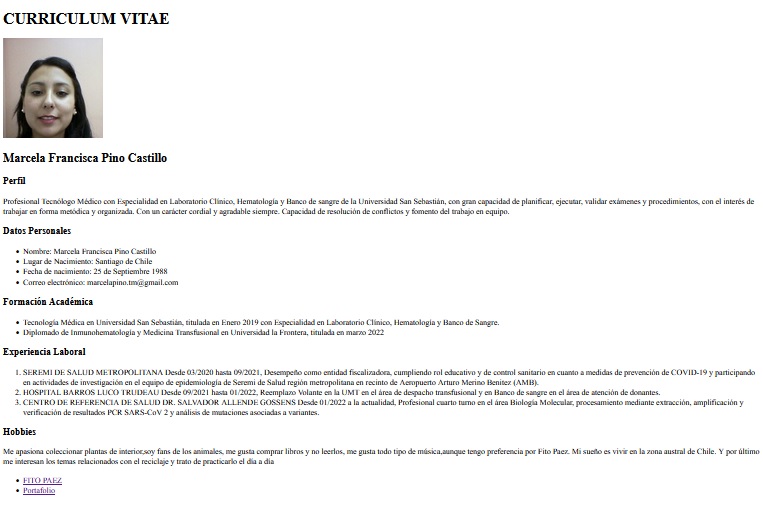 CURRICULUM VITAE
Marcela Francisca Pino Castillo
Perfil
Profesional Tecnólogo Médico con Especialidad en Laboratorio Clínico, Hematología y Banco de sangre de la Universidad San Sebastián, con gran capacidad de planificar, ejecutar, validar exámenes y procedimientos, con el interés de
trabajar en forma metódica y organizada. Con un carácter cordial y agradable siempre. Capacidad de resolución de conflictos y fomento del trabajo en equipo.
Datos Personales
• Nombre: Marcela Francisca Pino Castillo
• Lugar de Nacimiento: Santiago de Chile
• Fecha de nacimiento: 25 de Septiembre 1988
• Correo electrónico: marcelapino.tm@gmail.com
Formación Académica
• Tecnología Médica en Universidad San Sebastián, titulada en Enero 2019 con Especialidad en Laboratorio Clínico, Hematología y Banco de Sangre.
• Diplomado de Inmunohematología y Medicina Transfusional en Universidad la Frontera, titulada en marzo 2022
Experiencia Laboral
1. SEREMI DE SALUD METROPOLITANA Desde 03/2020 hasta 09/2021, Desempeño como entidad fiscalizadora, cumpliendo rol educativo y de control sanitario en cuanto a medidas de prevención de COVID-19 y participando
en actividades de investigación en el equipo de epidemiología de Seremi de Salud región metropolitana en recinto de Aeropuerto Arturo Merino Benitez (AMB).
2. HOSPITAL BARROS LUCO TRUDEAU Desde 09/2021 hasta 01/2022, Reemplazo Volante en la UMT en el área de despacho transfusional y en Banco de sangre en el área de atención de donantes.
3. CENTRO DE REFERENCIA DE SALUD DR. SALVADOR ALLENDE GOSSENS Desde 01/2022 a la actualidad, Profesional cuarto turno en el área Biología Molecular, procesamiento mediante extracción, amplificación y
verificación de resultados PCR SARS-CoV 2 y análisis de mutaciones asociadas a variantes.
Hobbies
Me apasiona coleccionar plantas de interior,soy fans de los animales, me gusta comprar libros y no leerlos, me gusta todo tipo de música,aunque tengo preferencia por Fito Paez. Mi sueño es vivir en la zona austral de Chile. Y por último
me interesan los temas relacionados con el reciclaje y trato de practicarlo el día a día
• FITO PAEZ
• Portafolio